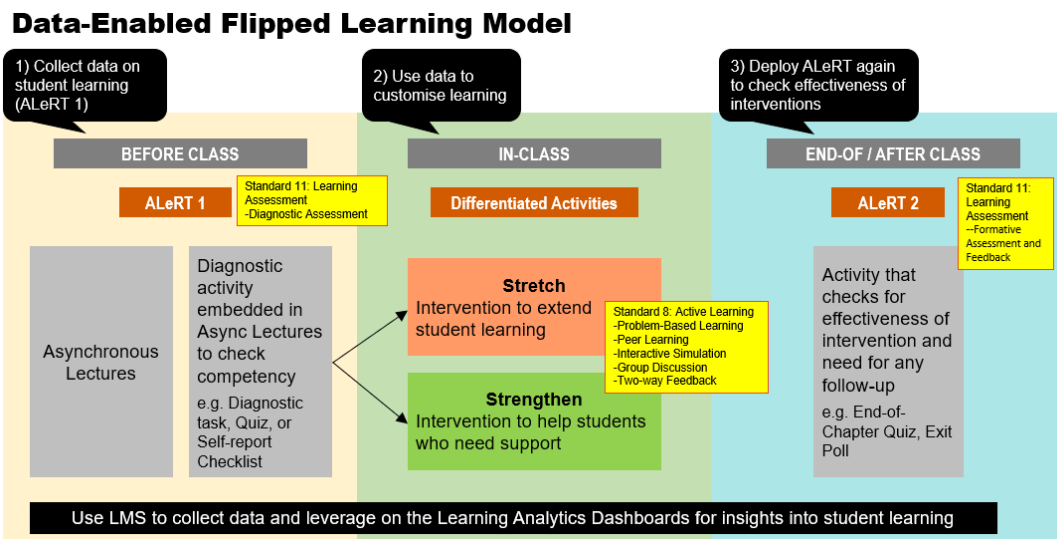 Data-Enabled Flipped Learning Model
1) Collect data on
student learning
(ALeRT 1)
2) Use data to
customise learning
3) Deploy ALeRT again
to check effectiveness of
interventions
BEFORE CLASS
IN-CLASS
END-OF / AFTER CLASS
ALeRT 1
Standard 11: Learning
Assessment
-Diagnostic Assessment
Differentiated Activities
ALeRT 2
Standard 11:
Learning
Assessment
--Formative
Assessment and
Feedback
Asynchronous
Lectures
Diagnostic
activity
embedded in
Async Lectures
to check
competency
e.g. Diagnostic
task, Quiz, or
Self-report
Checklist
Stretch
Intervention to extend
student learning
Standard 8: Active Learning
-Problem-Based Learning
-Peer Learning
-Interactive Simulation
-Group Discussion
-Two-way Feedback
Strengthen
Intervention to help students
who need support
Activity that
checks for
effectiveness of
intervention and
need for any
follow-up
e.g. End-of-
Chapter Quiz, Exit
Poll
Use LMS to collect data and leverage on the Learning Analytics Dashboards for insights into student learning